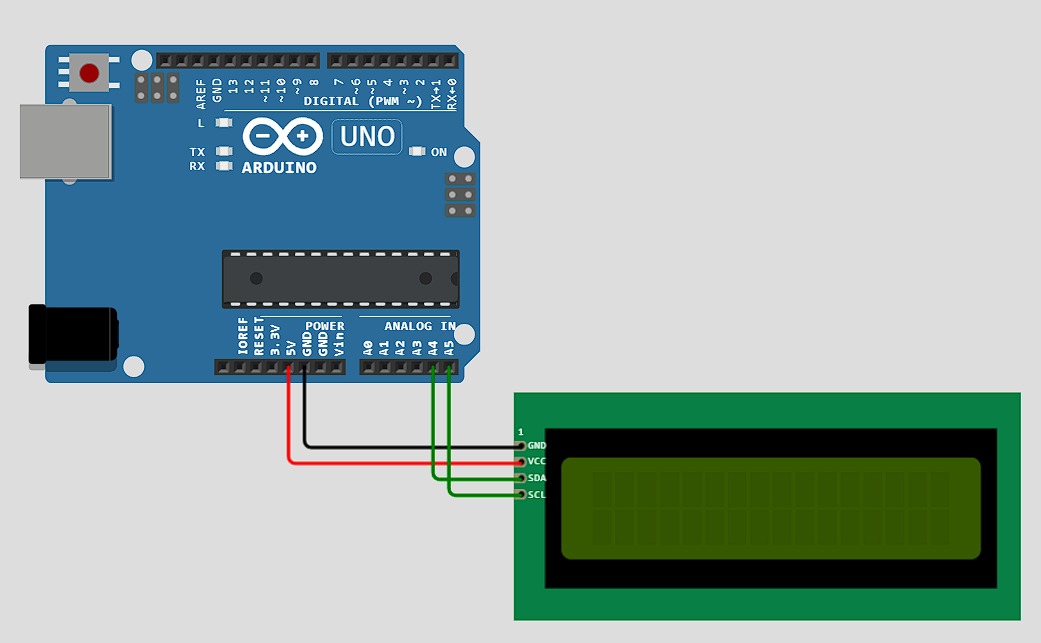 AREF
GND
13
12
~11
~10
~9
8
7
~6
~5
4
~3
2
TX→1
RX←0
DIGITAL (PWM ~)
L
TX
RX
UNO
ON
ARDUINO
IOREF
RESET
3.3V
5V
GND
GND
Vin
POWER
ANALOG IN
A0
A1
A2
A3
A4
A5
1
GND
VCC
SDA
SCL